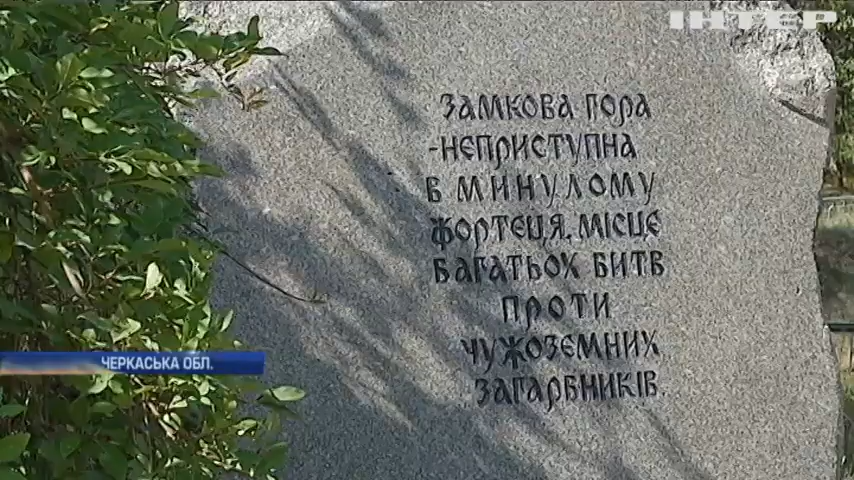 ІНТЕР
ЗАМКОВА ГОРА
-НЕПРИСТУПНА
В МИНУЛОМУ
ФОРТЕЦЯ. МІСЦЕ
БАГАТЬОХ БИТВ
ПРОТИ
ЧУЖОЗЕМНИХ
ЗАГАРБНИКІВ.
ЧЕРКАСЬКА ОБЛ.